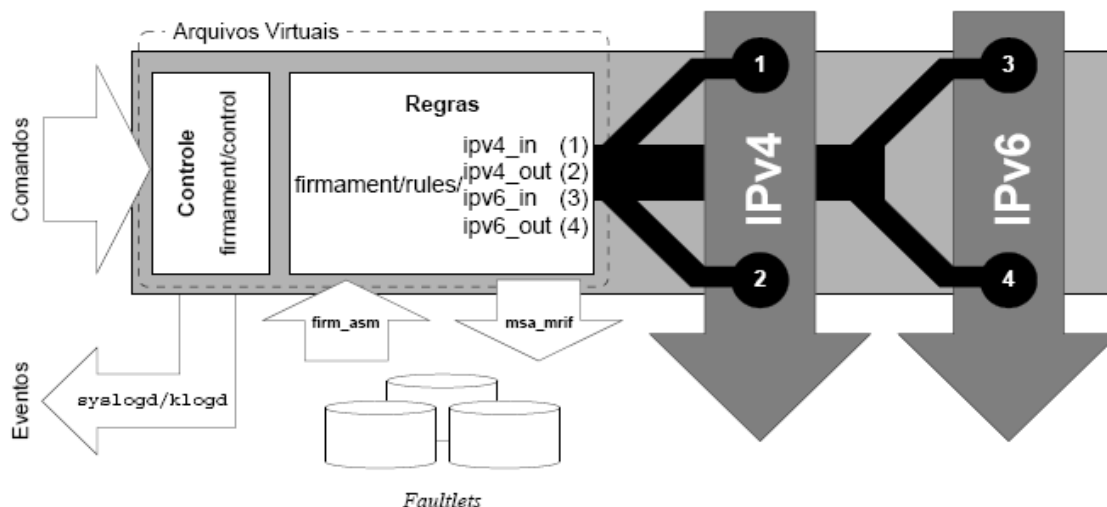 Arquivos Virtuais
Comandos
Controle
firmament/control
Regras
firmament/rules/
ipv4_in (1)
ipv4_out (2)
ipv6_in (3)
ipv6_out (4)
1
2
IPv4
3
4
IPv6
firm_asm
msa_mrif
Eventos
syslogd/klogd
Faultlets